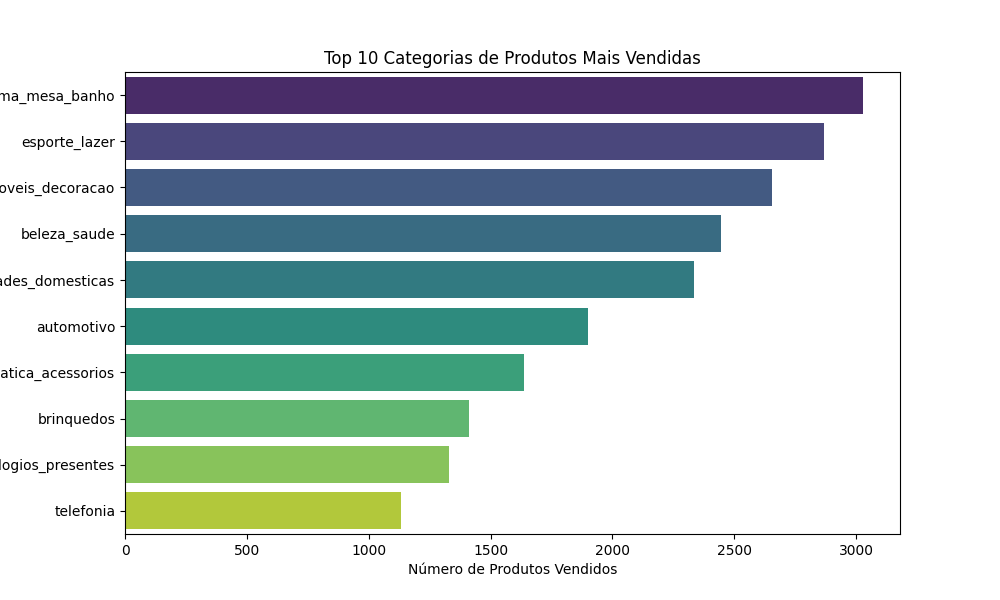 Top 10 Categorias de Produtos Mais Vendidas
ma_mesa_banho
esporte_lazer
oveis_decoracao
beleza_saude
ades_domesticas
automotivo
atica_acessorios
brinquedos
logios_presentes
telefonia
0 500 1000 1500 2000 2500 3000
Número de Produtos Vendidos